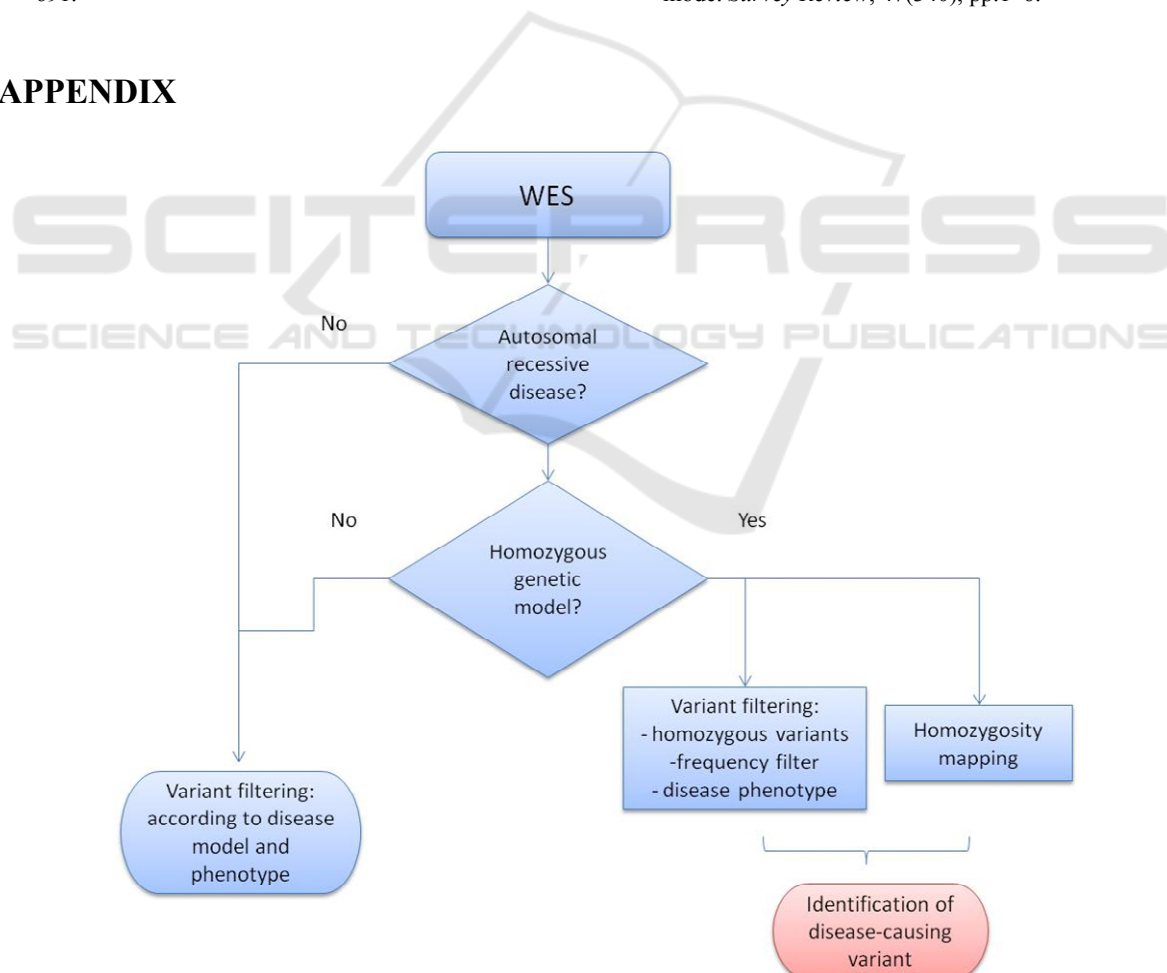 691.
APPENDIX
WES
SCITEPRESS
SCIENCE AND TECHNOLOGY PUBLICATIONS
No
Autosomal
recessive
disease?
No
Yes
Homozygous
genetic
model?
Variant filtering:
- homozygous variants
-frequency filter
- disease phenotype
Homozygosity
mapping
Variant filtering:
according to disease
model and
phenotype
Identification of
disease-causing
variant